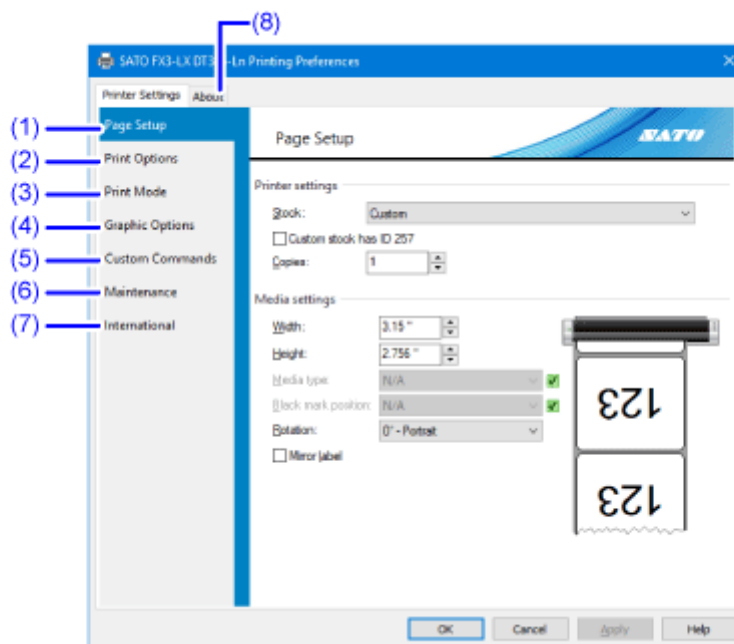 (8)
SATO FX3-LX DT3 -Ln Printing Preferences
Printer Settings About
(1) Page Setup
Page Setup
SATO
(2) Print Options
(3) Print Mode
(4) Graphic Options
(5) Custom Commands
(6) Maintenance
(7) International
Printer settings
Stock: Custom
Custom stock has ID 257
Copies: 1
Media settings
Width: 3.15 "
Height: 2.756 "
Media type: N/A
Black mark position: N/A
Rotation: 0° - Portrait
Mirror label
123
123
OK Cancel Apply Help